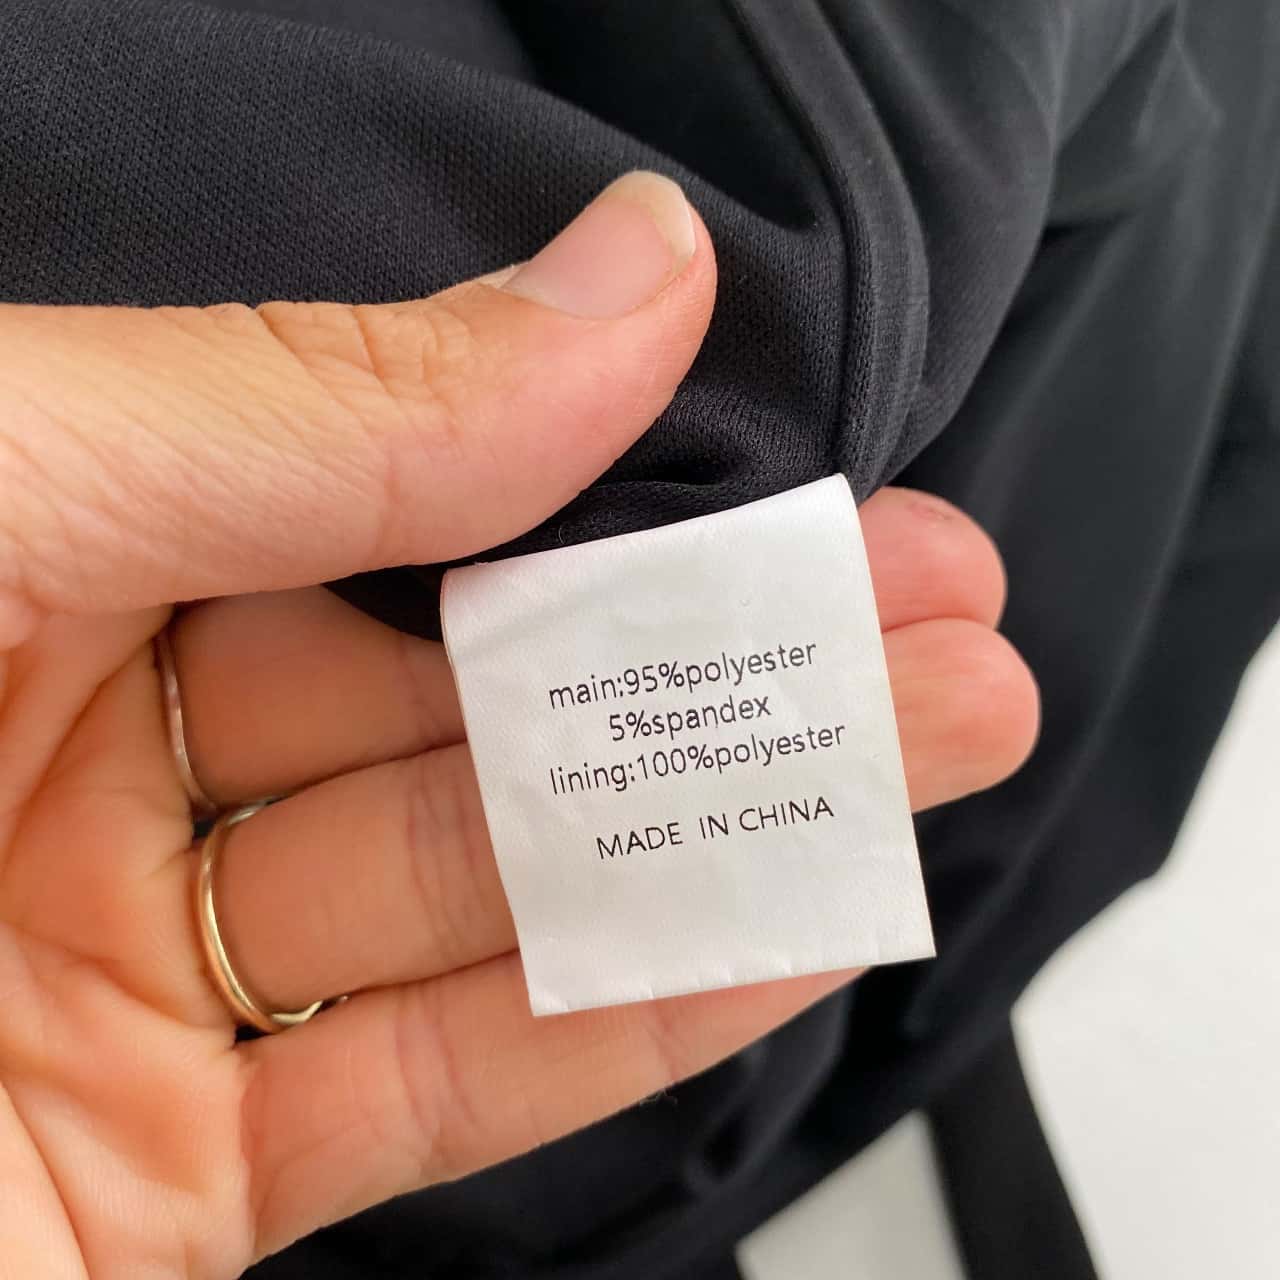 main:95%polyester
5%spandex
lining:100%polyester
MADE IN CHINA